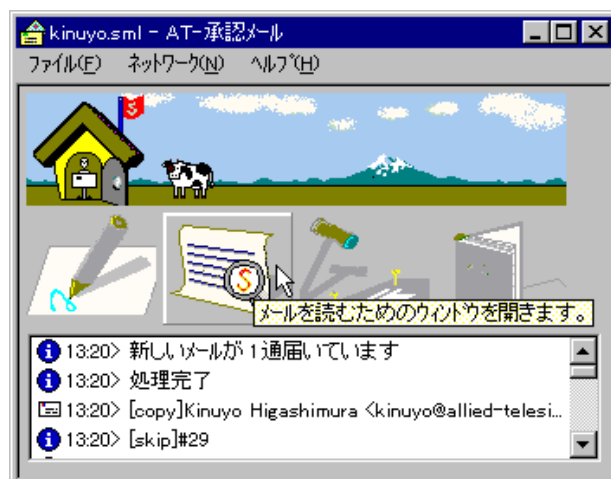 kinuyo.sml - AT-承認メール
ファイル(F) ネットワーク(N) ヘルプ(H)
S
S
メールを読むためのウィンドウを開きます。
13:20> 新しいメールが1通届いています
13:20> 処理完了
13:20> [copy]Kinuyo Higashimura <kinuyo@allied-telesi...
13:20> [skip]#29